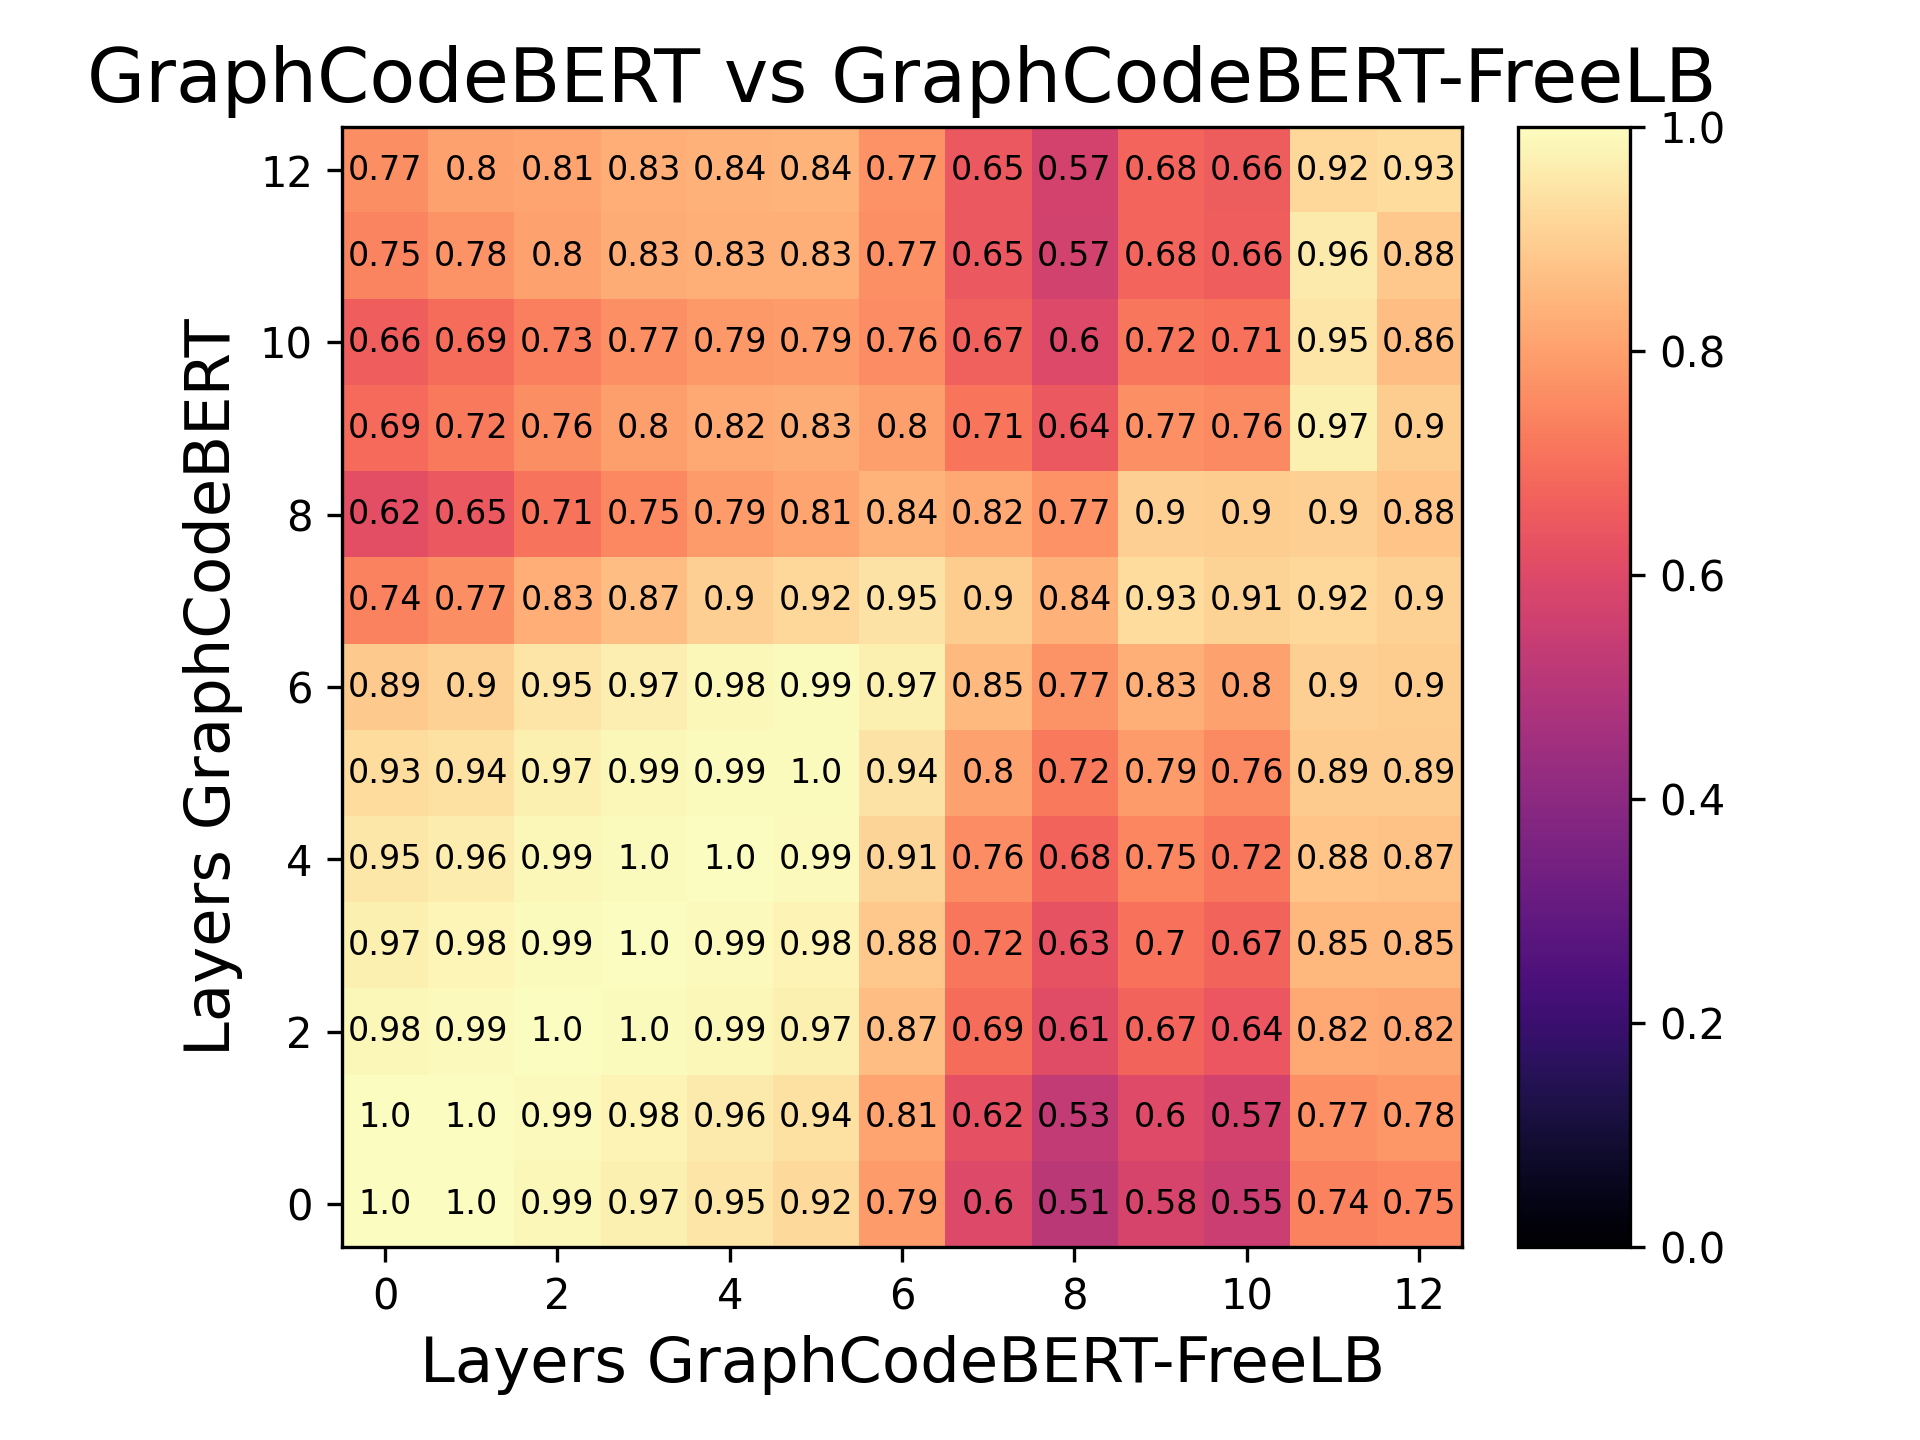 GraphCodeBERT vs GraphCodeBERT-FreeLB
12 0.77 0.8 0.81 0.83 0.84 0.84 0.77 0.65 0.57 0.68 0.66 0.92 0.93 1.0
0.75 0.78 0.8 0.83 0.83 0.83 0.77 0.65 0.57 0.68 0.66 0.96 0.88
10 0.66 0.69 0.73 0.77 0.79 0.79 0.76 0.67 0.6 0.72 0.71 0.95 0.86 0.8
0.69 0.72 0.76 0.8 0.82 0.83 0.8 0.71 0.64 0.77 0.76 0.97 0.9
8 0.62 0.65 0.71 0.75 0.79 0.81 0.84 0.82 0.77 0.9 0.9 0.9 0.88
0.74 0.77 0.83 0.87 0.9 0.92 0.95 0.9 0.84 0.93 0.91 0.92 0.9 0.6
6 0.89 0.9 0.95 0.97 0.98 0.99 0.97 0.85 0.77 0.83 0.8 0.9 0.9
0.93 0.94 0.97 0.99 0.99 1.0 0.94 0.8 0.72 0.79 0.76 0.89 0.89 0.4
4 0.95 0.96 0.99 1.0 1.0 0.99 0.91 0.76 0.68 0.75 0.72 0.88 0.87
0.97 0.98 0.99 1.0 0.99 0.98 0.88 0.72 0.63 0.7 0.67 0.85 0.85
2 0.98 0.99 1.0 1.0 0.99 0.97 0.87 0.69 0.61 0.67 0.64 0.82 0.82 0.2
1.0 1.0 0.99 0.98 0.96 0.94 0.81 0.62 0.53 0.6 0.57 0.77 0.78
0 1.0 1.0 0.99 0.97 0.95 0.92 0.79 0.6 0.51 0.58 0.55 0.74 0.75 0.0
0 2 4 6 8 10 12
Layers GraphCodeBERT-FreeLB
Layers GraphCodeBERT